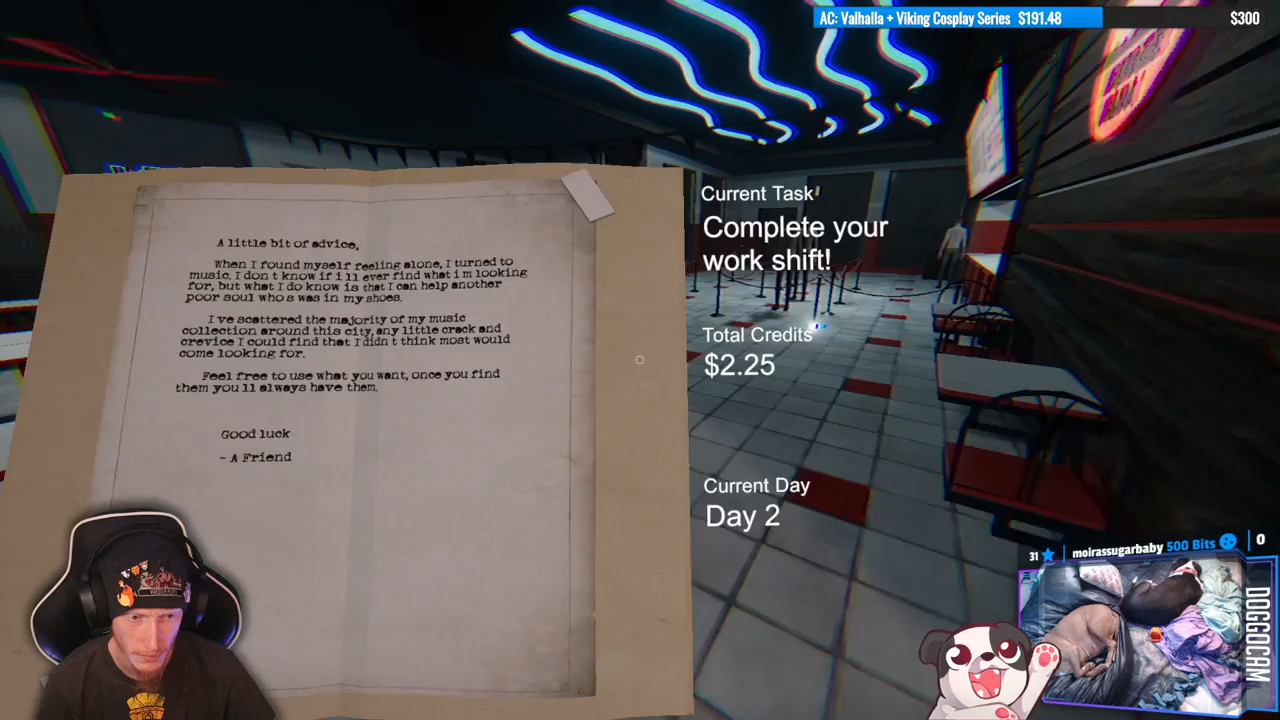 AC: Valhalla + Viking Cosplay Series $191.48
$300
A little bit of advice,
When I found myself feeling alone, I turned to
music. I don t know if i ll ever find what i m looking
for, but what I do know is that I can help another
poor soul who s was in my shoes.
I ve scattered the majority of my music
collection around this city, any little crack and
crevice I could find that I didn t think most would
come looking for.
Feel free to use what you want, once you find
them you ll always have them.
Good luck
- A Friend
Current Task
Complete your
work shift!
Total Credits
$2.25
Current Day
Day 2
31
moirassugarbaby 500 Bits
0
DOGGOCAM